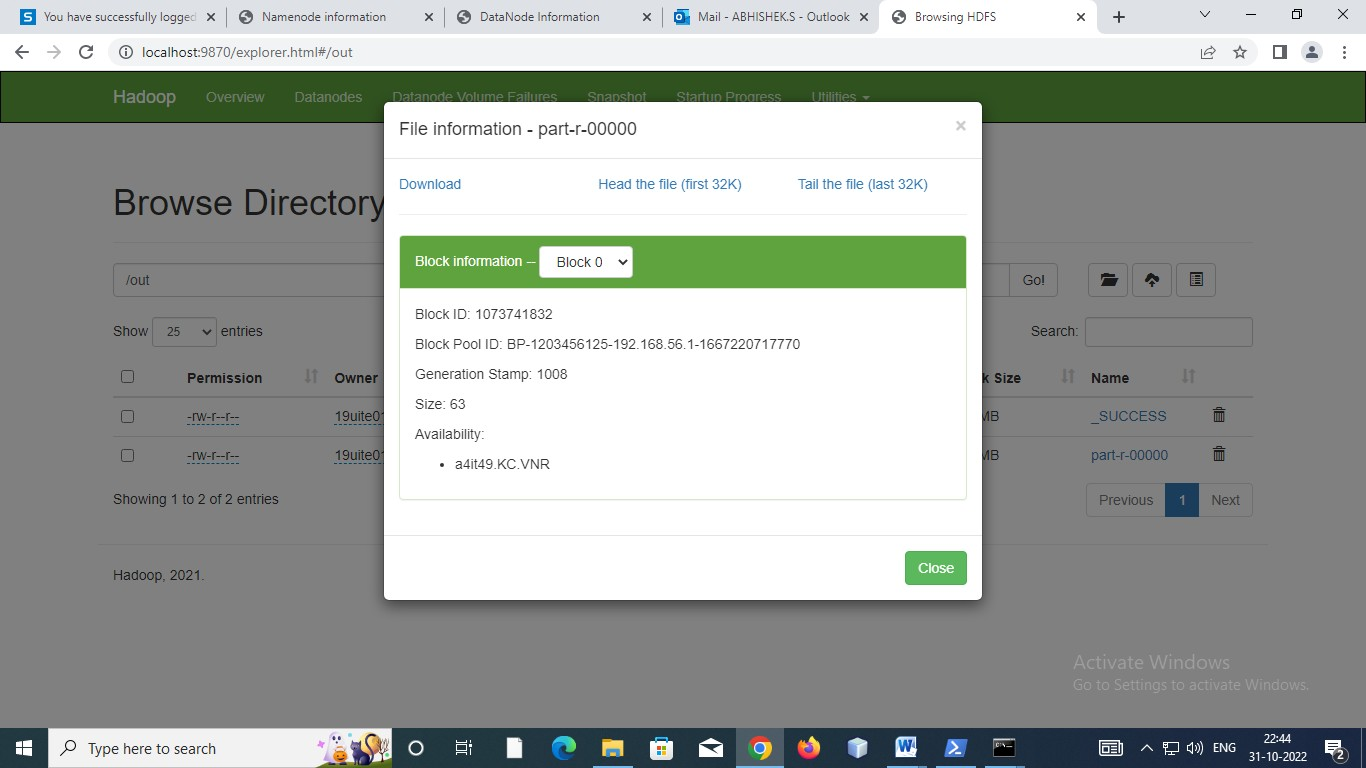 You have successfully logged
Namenode information
DataNode Information
Mail - ABHISHEK.S - Outlook
Browsing HDFS
localhost:9870/explorer.html#/out
Hadoop Overview Datanodes Datanode Volume Failures Snapshot Startup Progress Utilities
File information - part-r-00000
×
Download Head the file (first 32K) Tail the file (last 32K)
Browse Directory
Block information -- Block 0
/out
Go!
Block ID: 1073741832
Block Pool ID: BP-1203456125-192.168.56.1-1667220717770
Generation Stamp: 1008
Size: 63
Availability:
• a4it49.KC.VNR
Show 25 entries
Search:
Permission Owner Size Name
-rw-r--r-- 19uite01 MB _SUCCESS
-rw-r--r-- 19uite01 MB part-r-00000
Showing 1 to 2 of 2 entries
Previous 1 Next
Close
Hadoop, 2021.
Activate Windows
Go to Settings to activate Windows.
Type here to search
ENG
22:44
31-10-2022
2